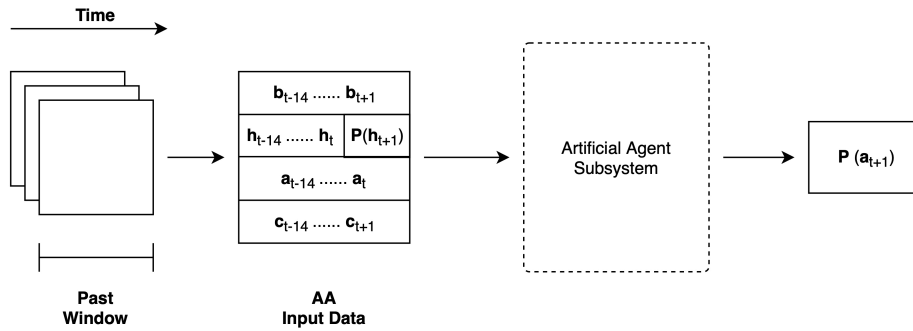 Time
b_{t-14} ...... b_{t+1}
h_{t-14} ...... h_t P(h_{t+1})
a_{t-14} ...... a_t
c_{t-14} ...... c_{t+1}
Artificial Agent
Subsystem
P (a_{t+1})
Past
Window
AA
Input Data